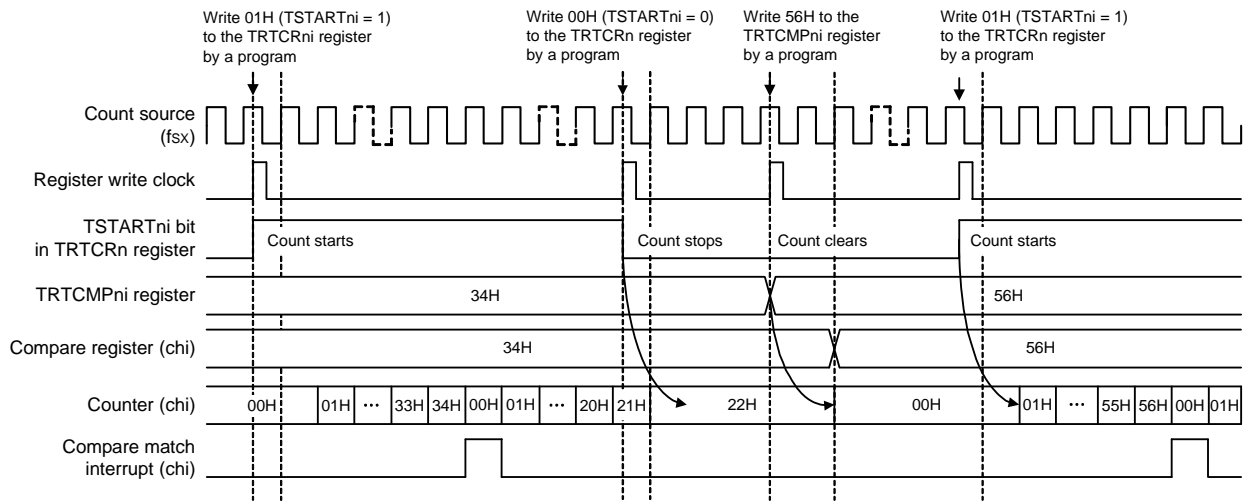 Write 01H (TSTARTni = 1)
to the TRTCRni register
by a program
Write 00H (TSTARTni = 0)
to the TRTCRn register
by a program
Write 56H to the
TRTCMPni register
by a program
Write 01H (TSTARTni = 1)
to the TRTCRn register
by a program
Count source
(fsx)
Register write clock
TSTARTni bit
in TRTCRn register
Count starts
Count stops
Count clears
Count starts
TRTCMPni register
34H
56H
Compare register (chi)
34H
56H
Counter (chi)
00H 01H ··· 33H 34H 00H 01H ··· 20H 21H 22H 00H 01H ··· 55H 56H 00H 01H
Compare match
interrupt (chi)